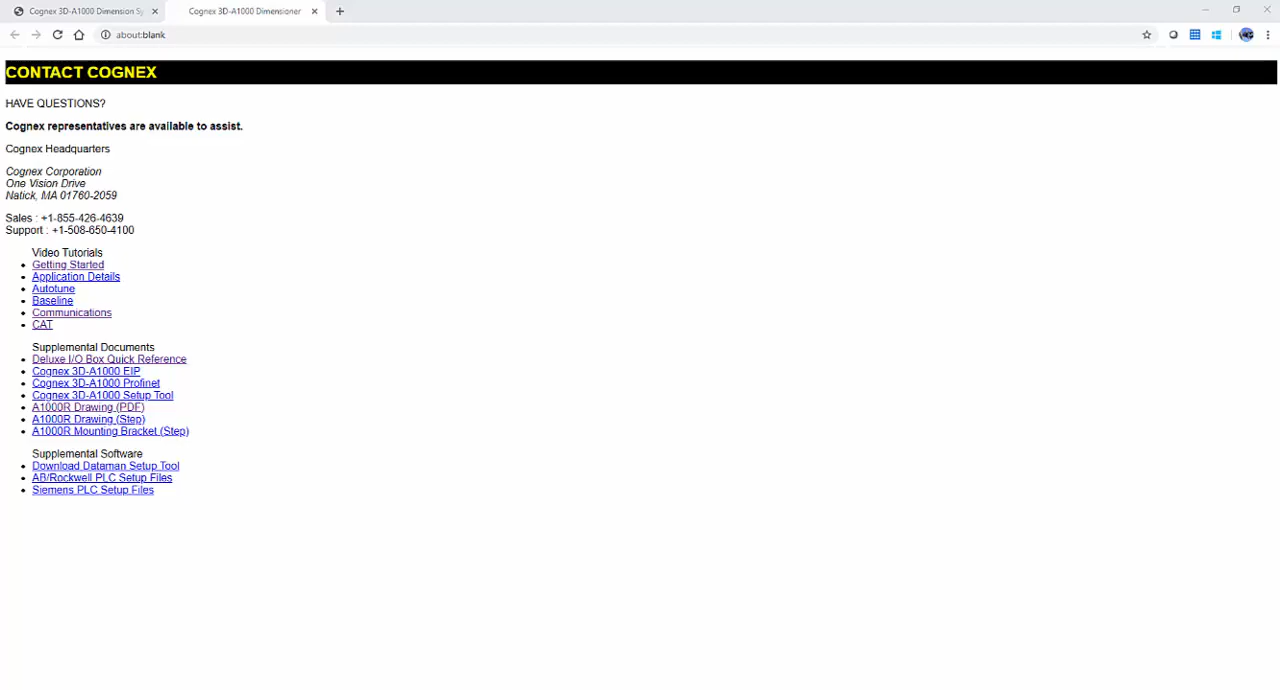 Cognex 3D-A1000 Dimension Sy
Cognex 3D-A1000 Dimensioner
about:blank
CONTACT COGNEX
HAVE QUESTIONS?
Cognex representatives are available to assist.
Cognex Headquarters
Cognex Corporation
One Vision Drive
Natick, MA 01760-2059
Sales : +1-855-426-4639
Support : +1-508-650-4100
Video Tutorials
Getting Started
Application Details
Autotune
Baseline
Communications
CAT
Supplemental Documents
Deluxe I/O Box Quick Reference
Cognex 3D-A1000 EIP
Cognex 3D-A1000 Profinet
Cognex 3D-A1000 Setup Tool
A1000R Drawing (PDF)
A1000R Drawing (Step)
A1000R Mounting Bracket (Step)
Supplemental Software
Download Dataman Setup Tool
AB/Rockwell PLC Setup Files
Siemens PLC Setup Files